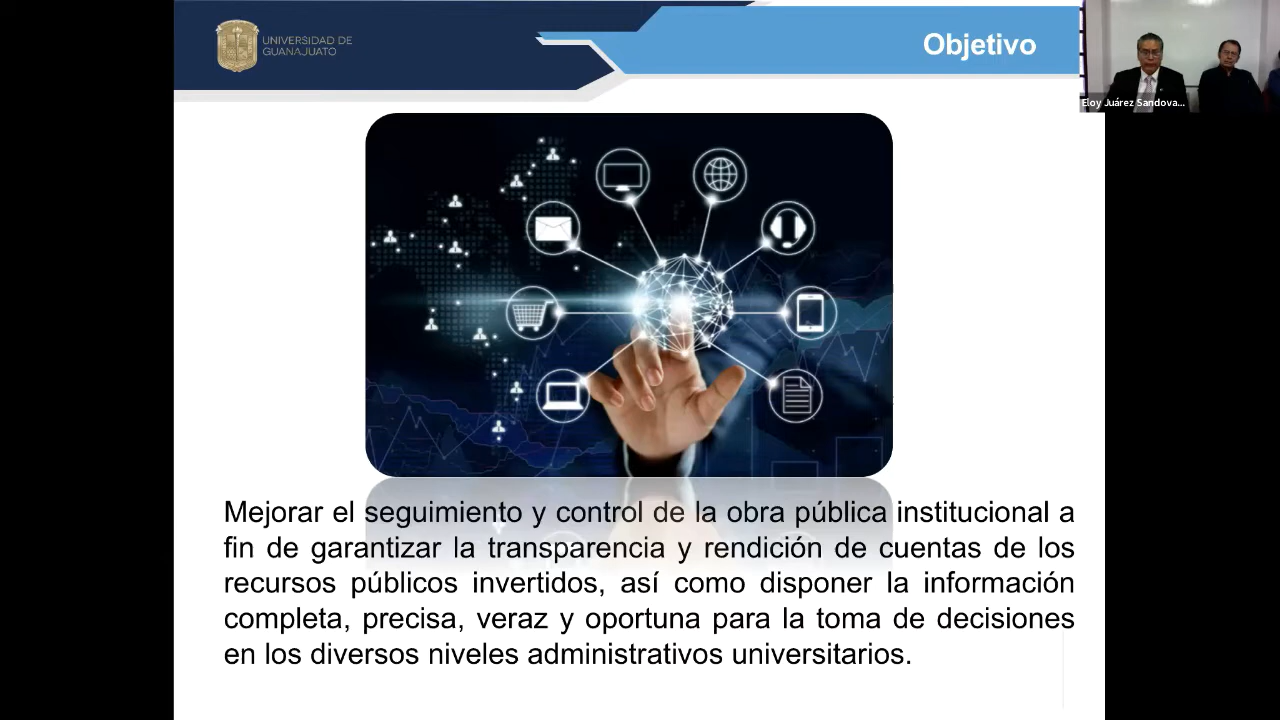 UNIVERSIDAD DE
GUANAJUATO
Objetivo
Eloy Juárez Sandova...
Mejorar el seguimiento y control de la obra pública institucional a
fin de garantizar la transparencia y rendición de cuentas de los
recursos públicos invertidos, así como disponer la información
completa, precisa, veraz y oportuna para la toma de decisiones
en los diversos niveles administrativos universitarios.